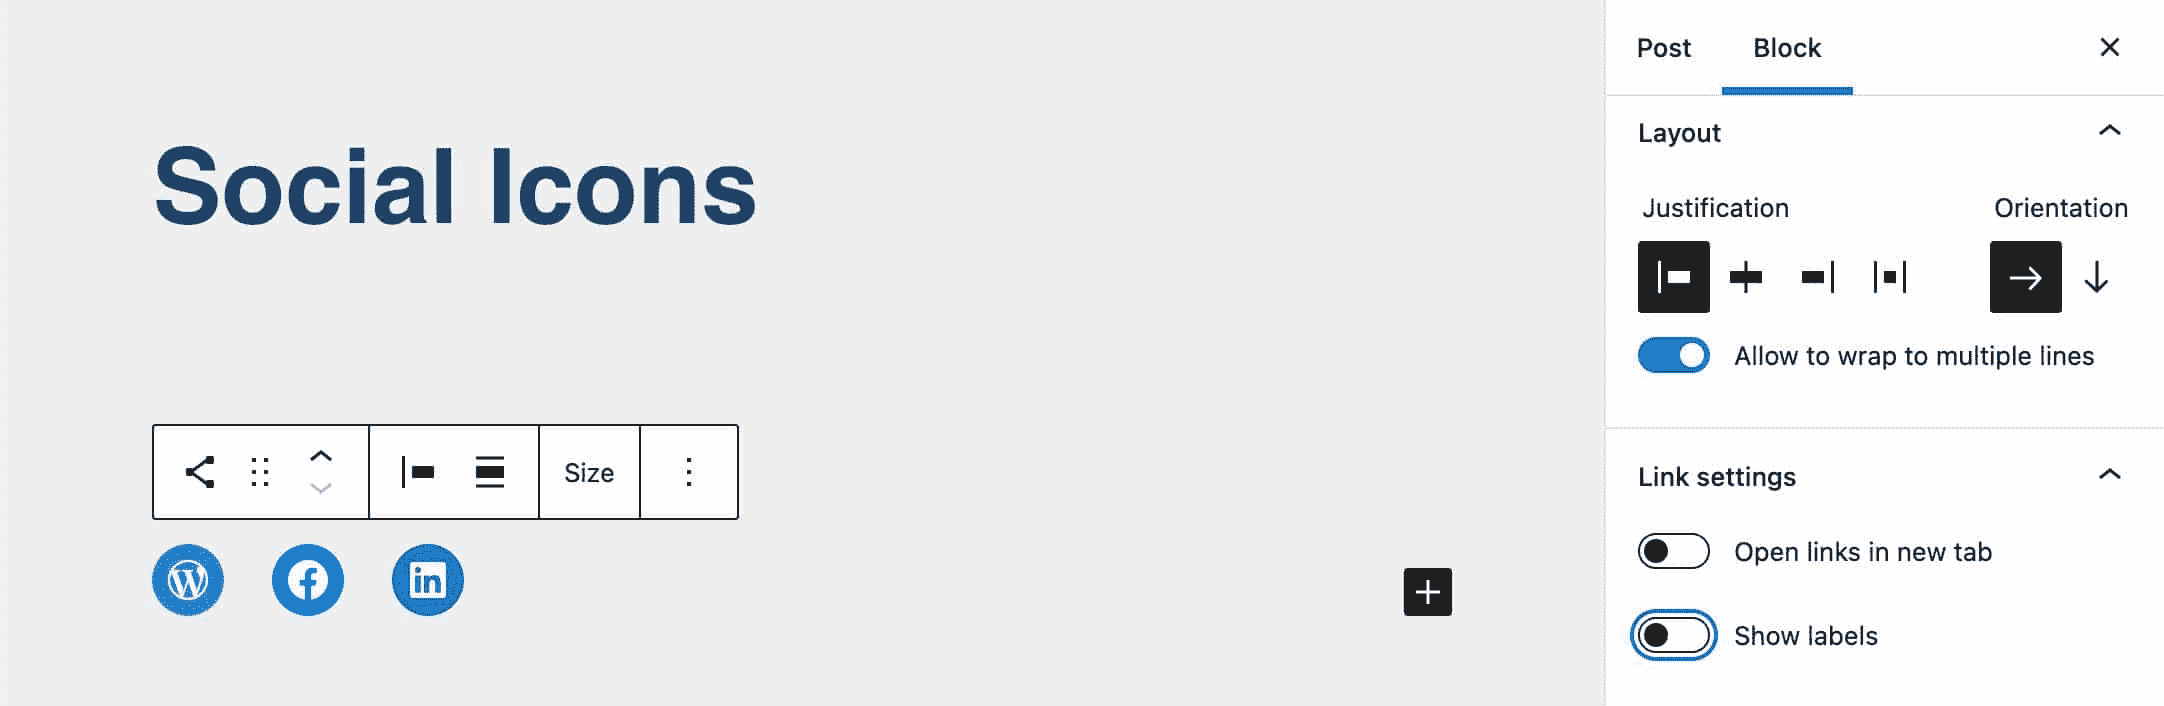 Post Block
Social Icons
Size
Layout
Justification Orientation
Allow to wrap to multiple lines
Link settings
Open links in new tab
Show labels